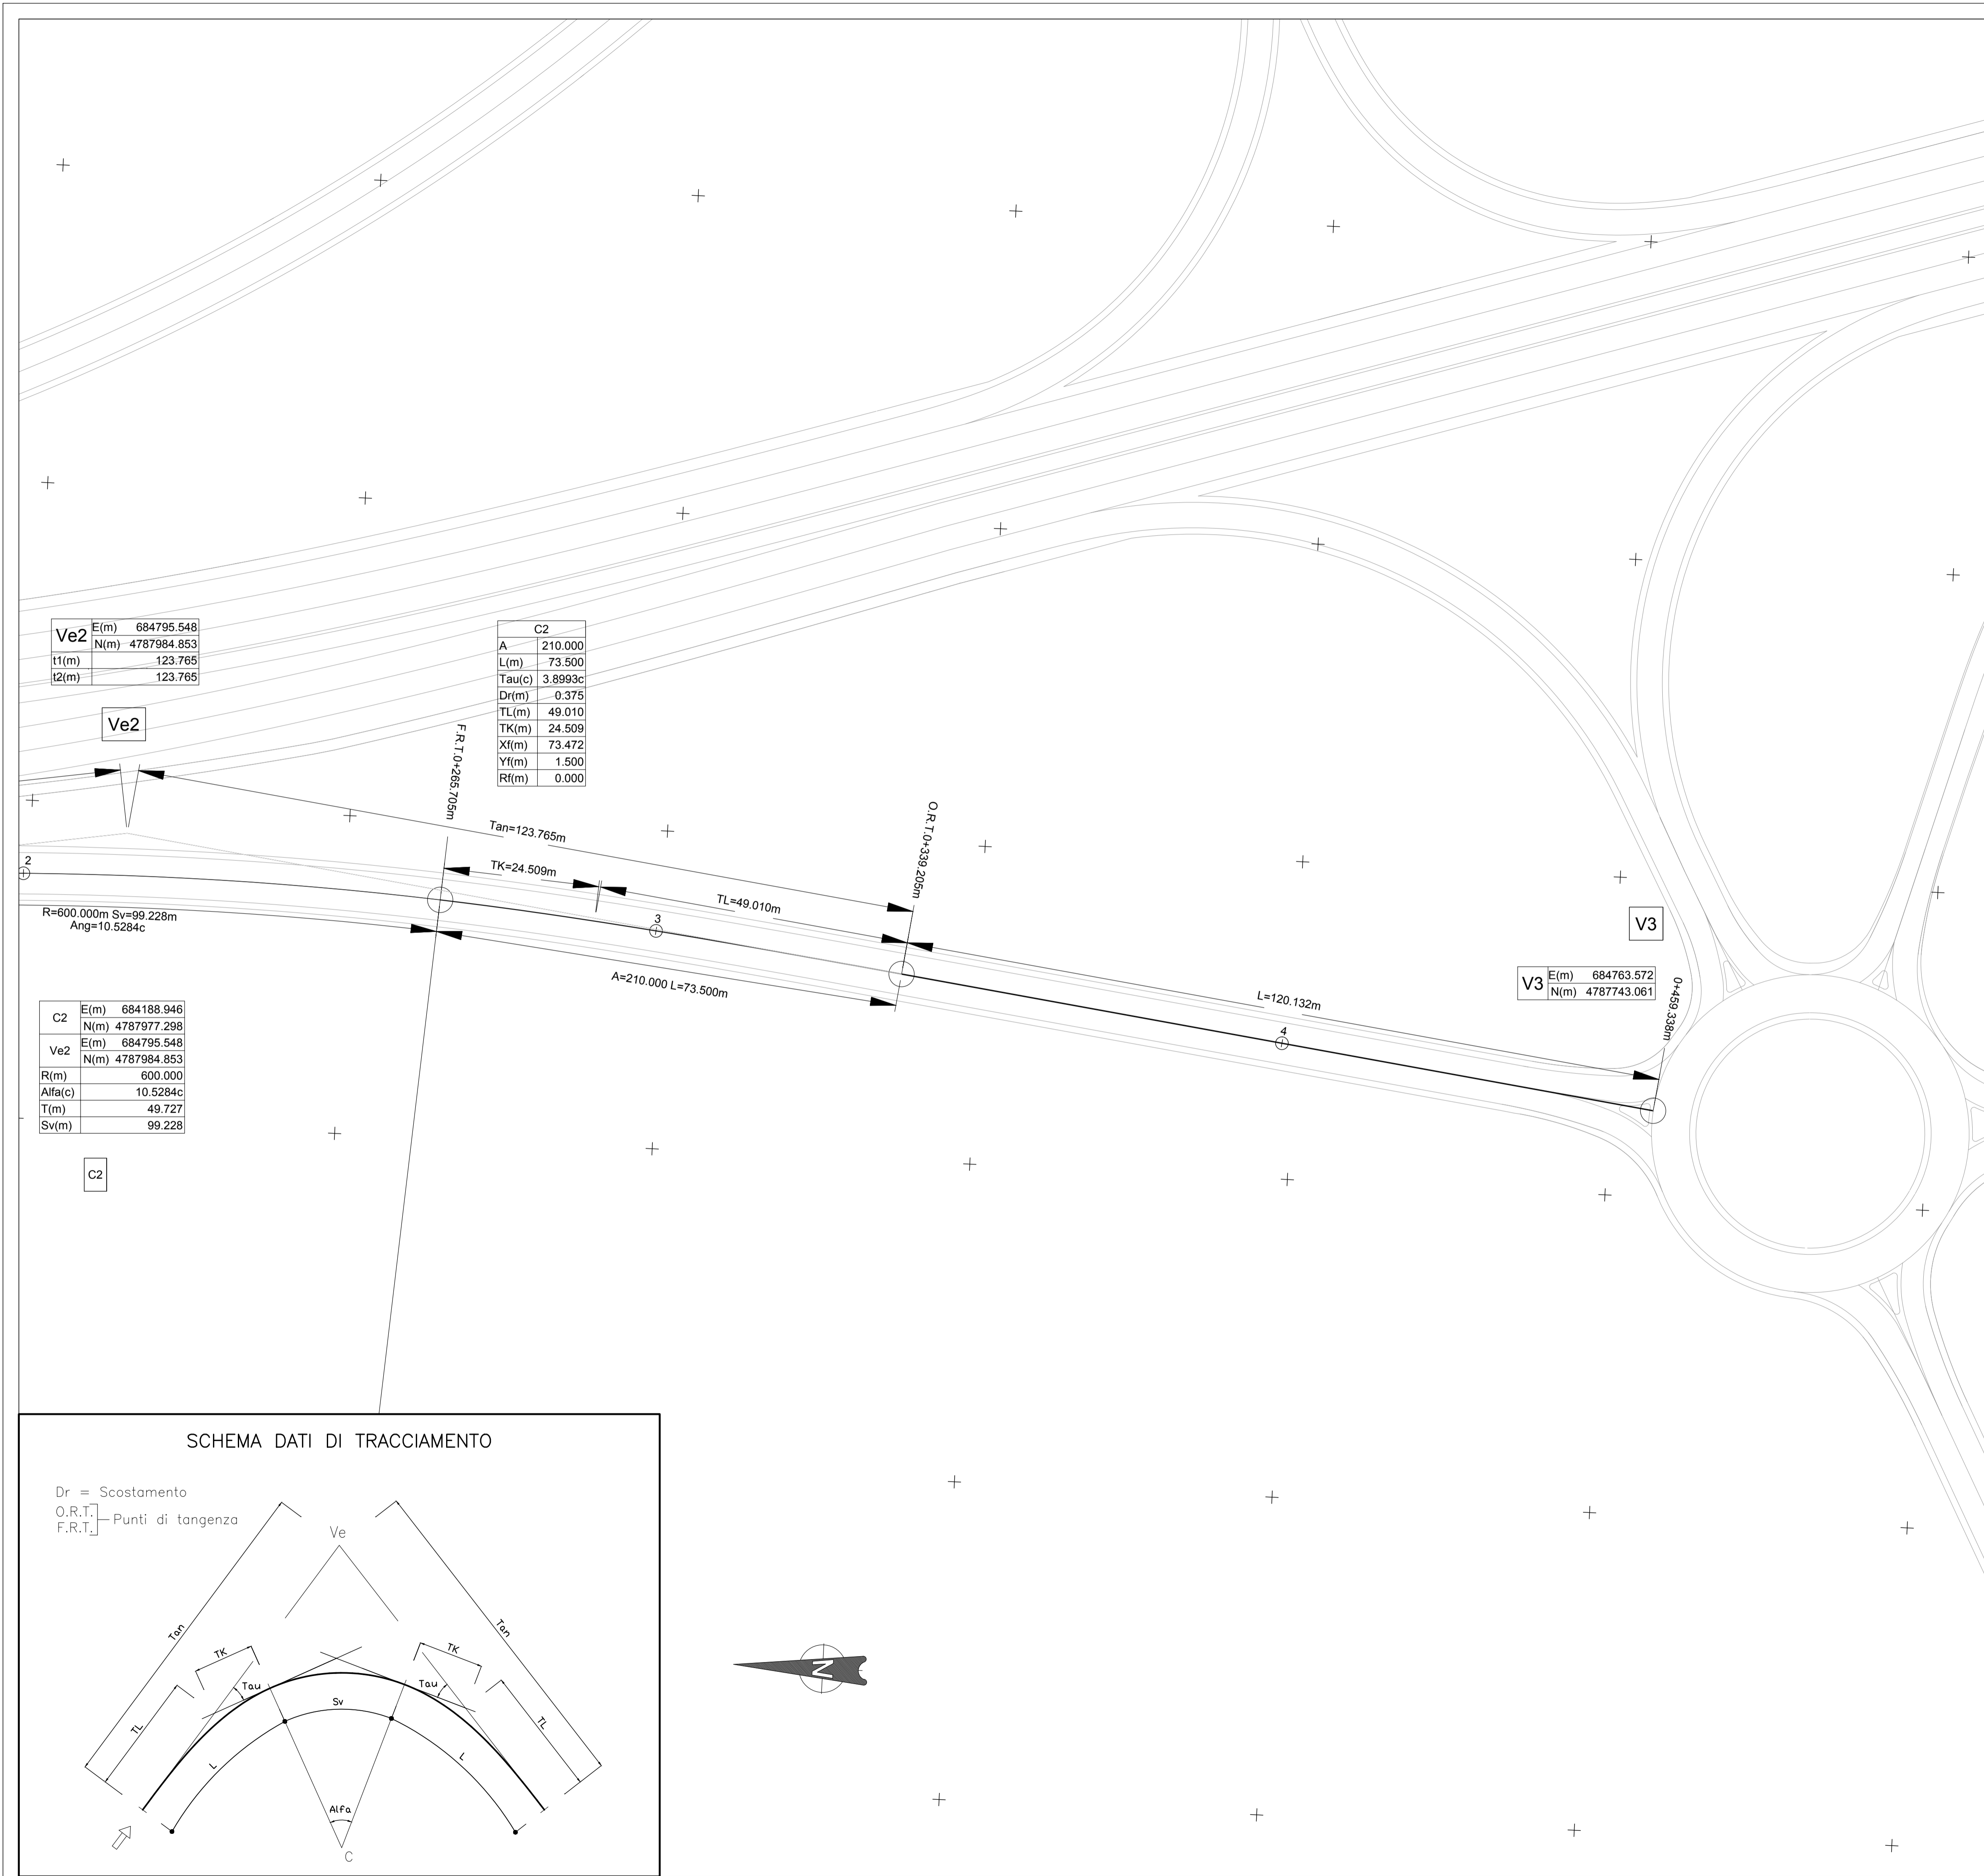 Ve2 E(m) 684795.548
N(m) 4787984.853
t1(m) 123.765
t2(m) 123.765
Ve2
C2
A 210.000
L(m) 73.500
Tau(c) 3.8993c
Dr(m) 0.375
TL(m) 49.010
TK(m) 24.509
Xf(m) 73.472
Yf(m) 1.500
Rf(m) 0.000
F.R.T.0+265.705m
O.R.T.0+339.205m
Tan=123.765m
TK=24.509m
TL=49.010m
2
3
R=600.000m Sv=99.228m
Ang=10.5284c
A=210.000 L=73.500m
L=120.132m
4
V3
V3 E(m) 684763.572
N(m) 4787743.061
0+459.338m
C2 E(m) 684188.946
N(m) 4787977.298
Ve2 E(m) 684795.548
N(m) 4787984.853
R(m) 600.000
Alfa(c) 10.5284c
T(m) 49.727
Sv(m) 99.228
C2
SCHEMA DATI DI TRACCIAMENTO
Dr = Scostamento
O.R.T.
F.R.T.
Punti di tangenza
Ve
Tan
Tan
TK
TK
Tau
Tau
TL
TL
Sv
L
L
Alfa
C
N